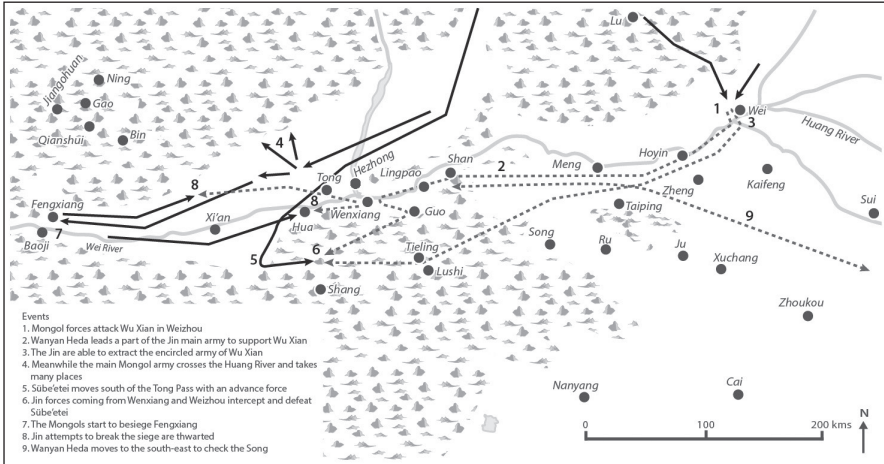 Lu
Ning
Jiangohuan
Gao
Qianshui
Bin
4
1
Wei
3
Huang River
Hezhong
Lingpao
Shan
2
Meng
Hoyin
8
Tong
Zheng
Kaifeng
Fengxiang
Xi'an
8
Wenxiang
Hua
Guo
Taiping
9
Sui
Baoji
7
Wei River
6
Tieling
Song
Ru
Ju
5
Lushi
Xuchang
Shang
Zhoukou
Events
1. Mongol forces attack Wu Xian in Weizhou
2. Wanyan Heda leads a part of the Jin main army to support Wu Xian
3. The Jin are able to extract the encircled army of Wu Xian
4. Meanwhile the main Mongol army crosses the Huang River and takes
many places
5. Sübe'etei moves south of the Tong Pass with an advance force
6. Jin forces coming from Wenxiang and Weizhou intercept and defeat
Sübe'etei
7. The Mongols start to besiege Fengxiang
8. Jin attempts to break the siege are thwarted
9. Wanyan Heda moves to the south-east to check the Song
Nanyang
Cai
N
0
100
200 kms